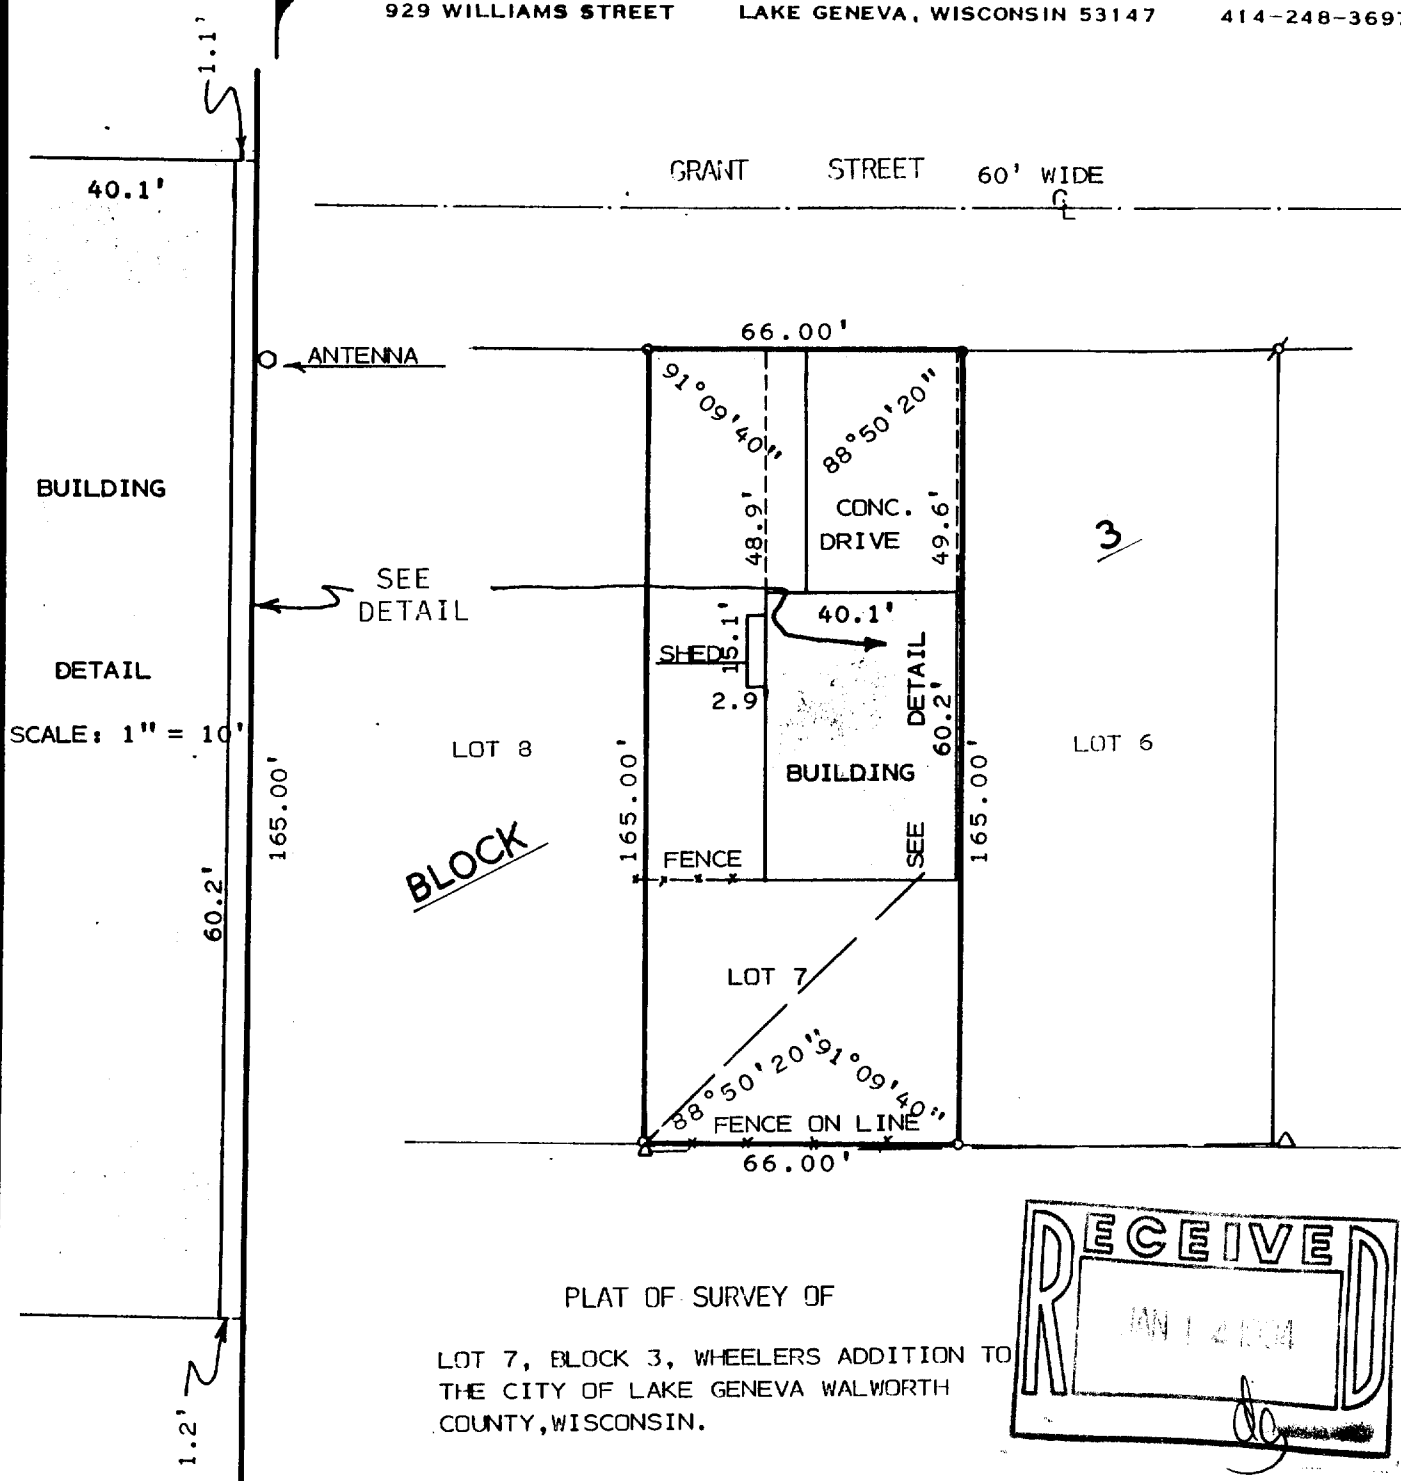 929 WILLIAMS STREET LAKE GENEVA, WISCONSIN 53147 414-248-3697
1.1'
GRANT STREET 60' WIDE
40.1'
66.00'
ANTENNA
91°09'40"
88°50'20"
BUILDING
CONC.
DRIVE
48.9'
49.6'
3
SEE
DETAIL
40.1'
15.1'
SHED
DETAIL
2.9
SEE DETAIL
60.2'
SCALE: 1" = 10'
LOT 8
LOT 6
BUILDING
165.00'
165.00'
165.00'
BLOCK
FENCE
60.2'
LOT 7
88°50'20"
91°09'40"
FENCE ON LINE
66.00'
RECEIVED
PLAT OF SURVEY OF
LOT 7, BLOCK 3, WHEELERS ADDITION TO
THE CITY OF LAKE GENEVA WALWORTH
COUNTY, WISCONSIN.
1.2'